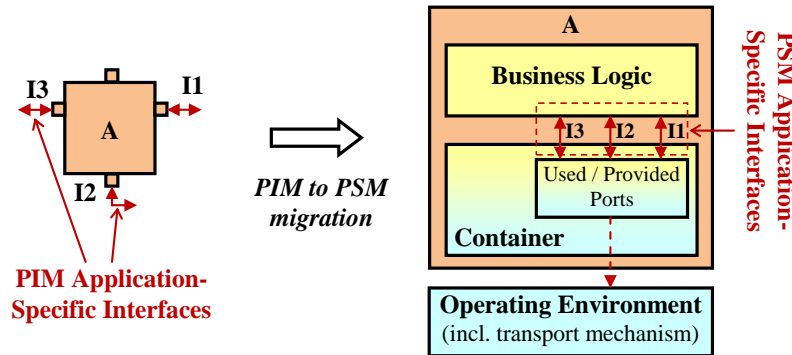 I3
I1
A
I2
PIM Application-
Specific Interfaces
PIM to PSM
migration
A
Business Logic
I3
I2
I1
Used / Provided
Ports
Container
Operating Environment
(incl. transport mechanism)
PSM Application-
Specific Interfaces